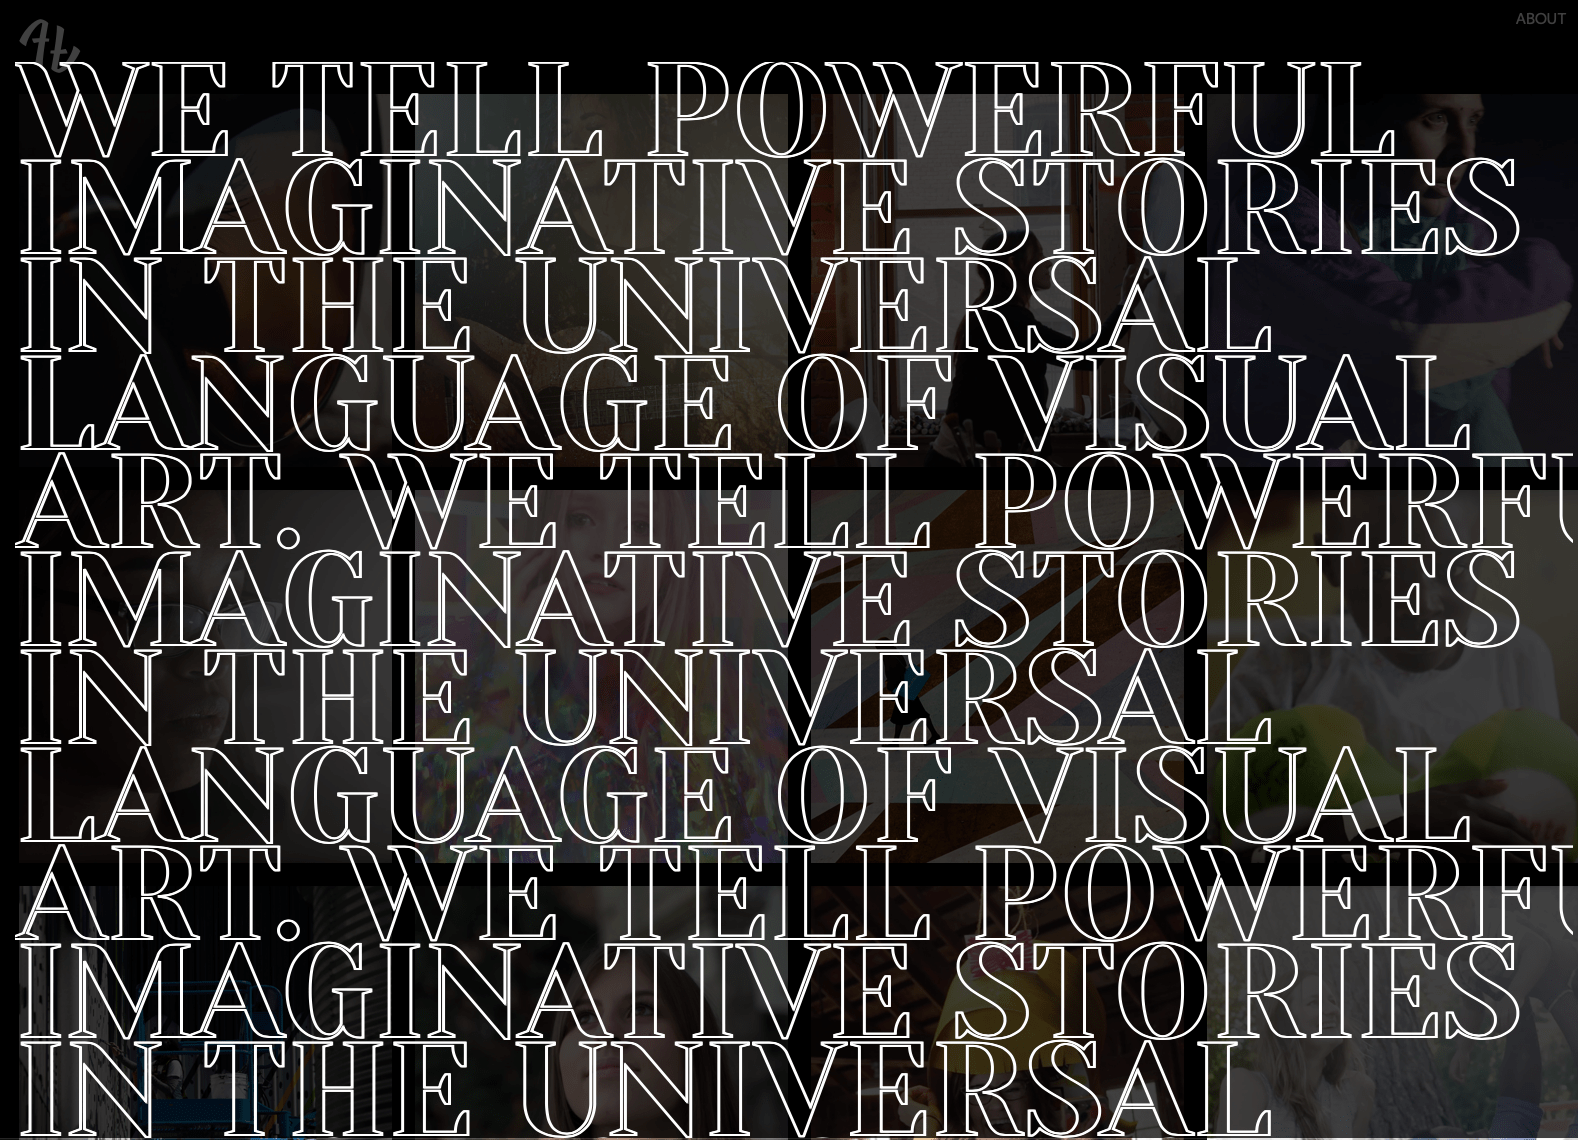 ABOUT
WE TELL POWERFUL
IMAGINATIVE STORIES
IN THE UNIVERSAL
LANGUAGE OF VISUAL
ART. WE TELL POWERFU
IMAGINATIVE STORIES
IN THE UNIVERSAL
LANGUAGE OF VISUAL
ART. WE TELL POWERFU
IMAGINATIVE STORIES
IN THE UNIVERSAL